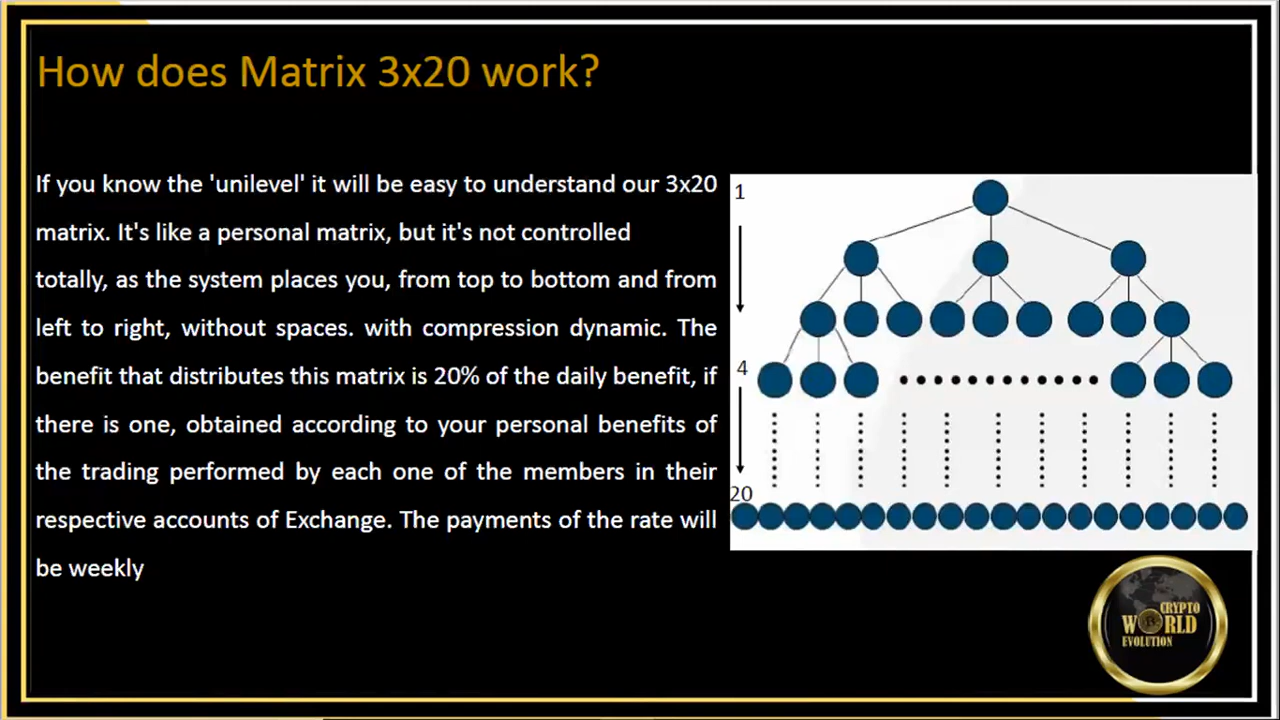 How does Matrix 3x20 work?
If you know the 'unilevel' it will be easy to understand our 3x20
matrix. It's like a personal matrix, but it's not controlled
totally, as the system places you, from top to bottom and from
left to right, without spaces. with compression dynamic. The
benefit that distributes this matrix is 20% of the daily benefit, if
there is one, obtained according to your personal benefits of
the trading performed by each one of the members in their
respective accounts of Exchange. The payments of the rate will
be weekly
1
4
20
CRYPTO
WORLD
EVOLUTION